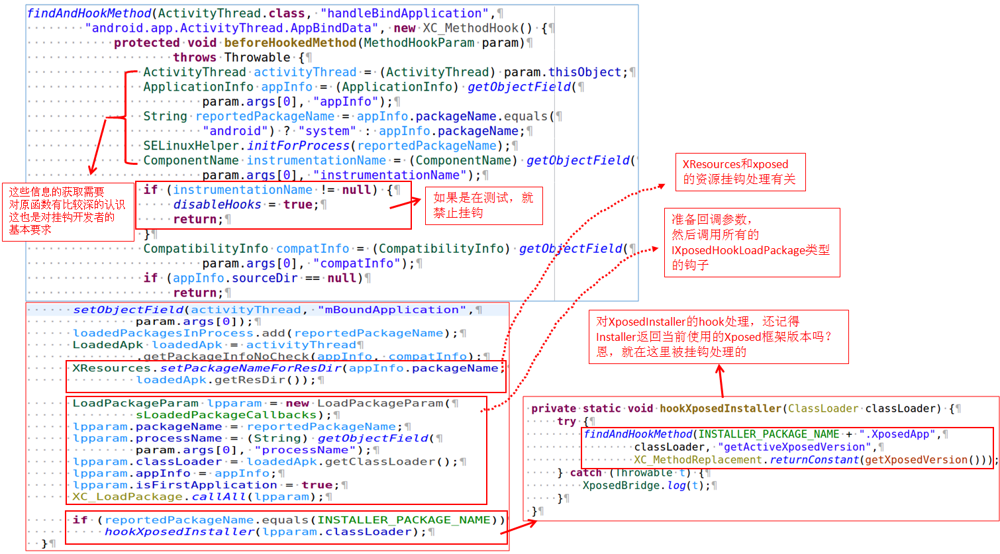 findAndHookMethod(ActivityThread.class, "handleBindApplication",¶
"android.app.ActivityThread.AppBindData", new XC_MethodHook() {¶
protected void beforeHookedMethod(MethodHookParam param)¶
throws Throwable {¶
ActivityThread activityThread = (ActivityThread) param.thisObject;¶
ApplicationInfo appInfo = (ApplicationInfo) getObjectField(¶
param.args[0], "appInfo");¶
String reportedPackageName = appInfo.packageName.equals(¶
"android") ? "system" : appInfo.packageName;¶
SELinuxHelper.initForProcess(reportedPackageName);¶
ComponentName instrumentationName = (ComponentName) getObjectField(¶
param.args[0], "instrumentationName");¶
if (instrumentationName != null) {¶
disableHooks = true;¶
return;¶
}¶
CompatibilityInfo compatInfo = (CompatibilityInfo) getObjectField(¶
param.args[0], "compatInfo");¶
if (appInfo.sourceDir == null)¶
return;¶
setObjectField(activityThread, "mBoundApplication",¶
param.args[0]);¶
loadedPackagesInProcess.add(reportedPackageName);¶
LoadedApk loadedApk = activityThread¶
.getPackageInfoNoCheck(appInfo, compatInfo);¶
XResources.setPackageNameForResDir(appInfo.packageName,
loadedApk.getResDir());¶
LoadPackageParam lpparam = new LoadPackageParam(¶
sLoadedPackageCallbacks);¶
lpparam.packageName = reportedPackageName;¶
lpparam.processName = (String) getObjectField(¶
param.args[0], "processName");¶
lpparam.classLoader = loadedApk.getClassLoader();¶
lpparam.appInfo = appInfo;¶
lpparam.isFirstApplication = true;¶
XC_LoadPackage.callAll(lpparam);¶
if (reportedPackageName.equals(INSTALLER_PACKAGE_NAME))
hookXposedInstaller(lpparam.classLoader);¶
}¶
这些信息的获取需要
对原函数有比较深的认识
这也是对挂钩开发者的
基本要求
如果是在测试，就
禁止挂钩
XResources和xposed
的资源挂钩处理有关
准备回调参数，
然后调用所有的
IXposedHookLoadPackage类型
的钩子
对XposedInstaller的hook处理，还记得
Installer返回当前使用的Xposed框架版本吗？
恩，就在这里被挂钩处理的
private static void hookXposedInstaller(ClassLoader classLoader) {¶
try {¶
findAndHookMethod(INSTALLER_PACKAGE_NAME + ".XposedApp",¶
classLoader, "getActiveXposedVersion",¶
XC_MethodReplacement.returnConstant(getXposedVersion()));
} catch (Throwable t) {¶
XposedBridge.log(t);¶
}¶
}¶